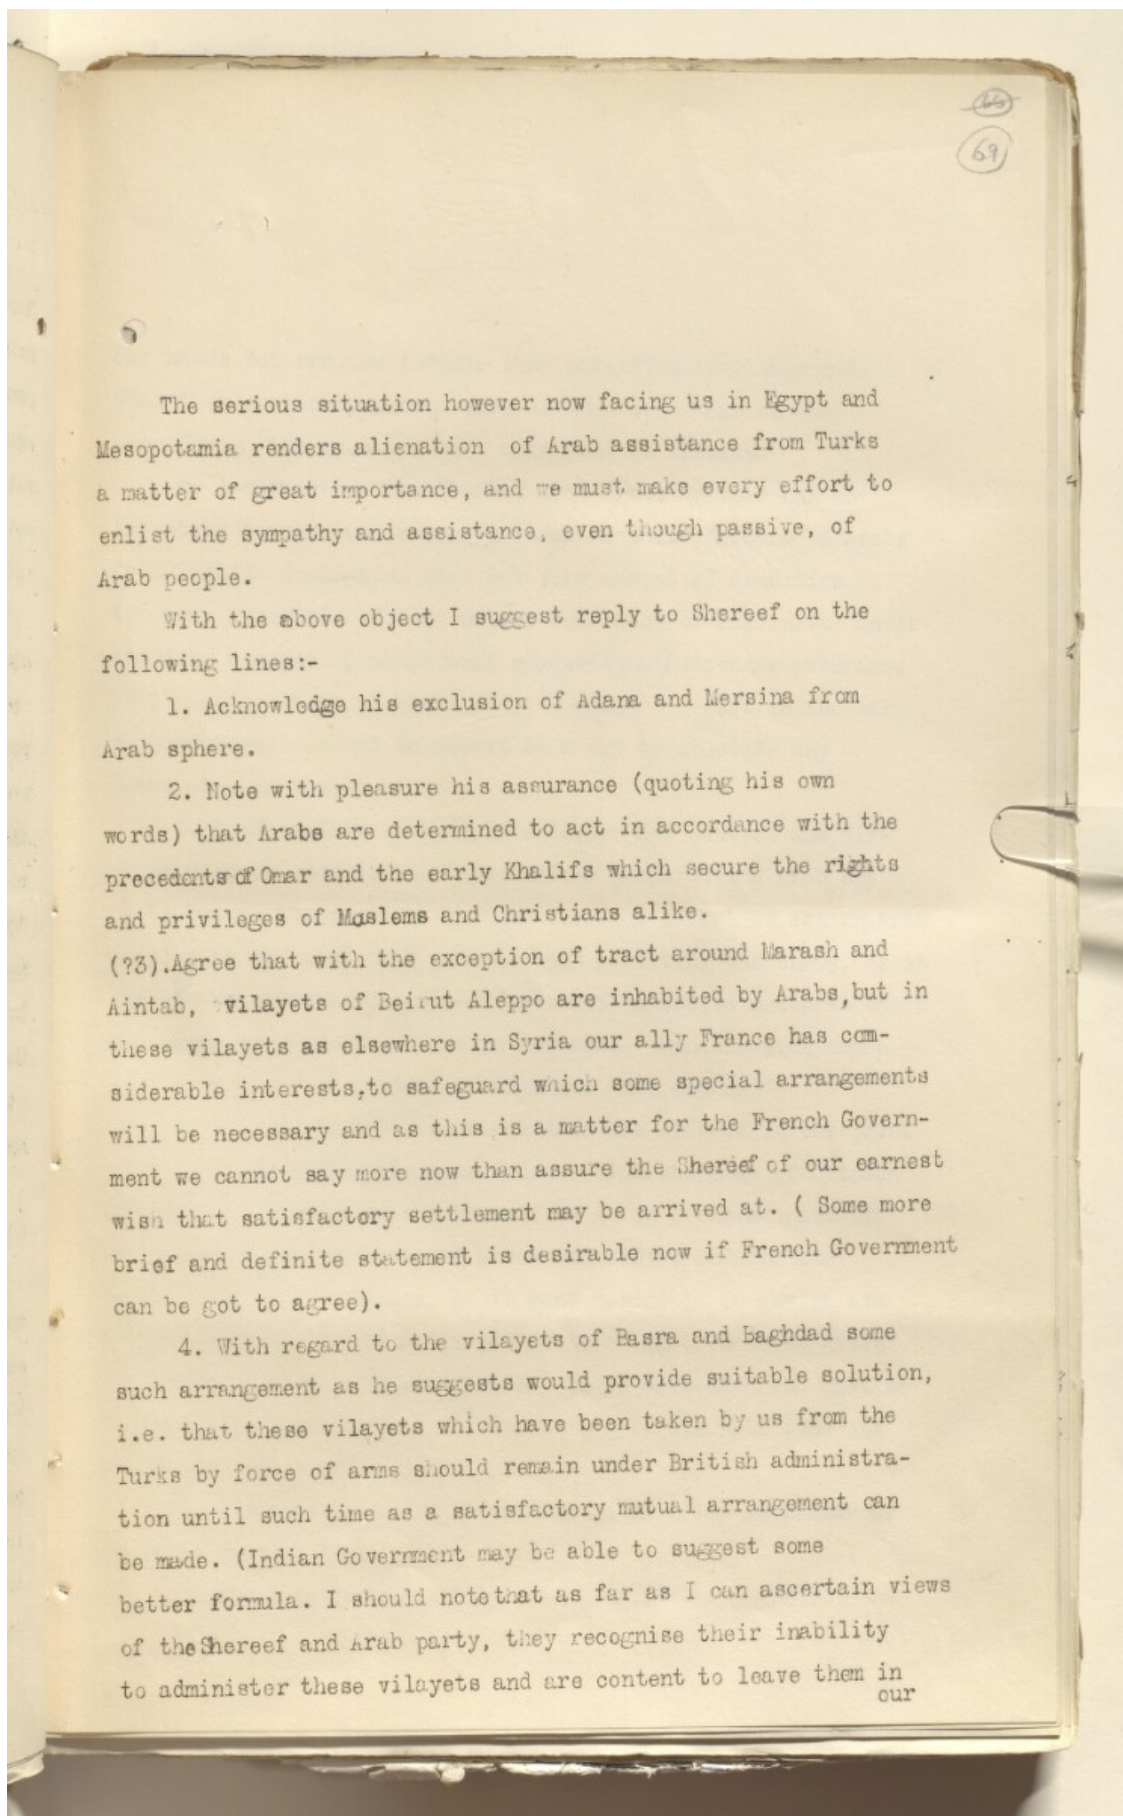 69
The serious situation however now facing us in Egypt and
Mesopotamia renders alienation of Arab assistance from Turks
a matter of great importance, and we must make every effort to
enlist the sympathy and assistance, even though passive, of
Arab people.
With the above object I suggest reply to Shereef on the
following lines:-
1. Acknowledge his exclusion of Adana and Mersina from
Arab sphere.
2. Note with pleasure his assurance (quoting his own
words) that Arabs are determined to act in accordance with the
precedents of Omar and the early Khalifs which secure the rights
and privileges of Moslems and Christians alike.
(?3).Agree that with the exception of tract around Marash and
Aintab, vilayets of Beirut Aleppo are inhabited by Arabs,but in
these vilayets as elsewhere in Syria our ally France has con-
siderable interests,to safeguard which some special arrangements
will be necessary and as this is a matter for the French Govern-
ment we cannot say more now than assure the Shereef of our earnest
wish that satisfactory settlement may be arrived at. ( Some more
brief and definite statement is desirable now if French Government
can be got to agree).
4. With regard to the vilayets of Basra and Baghdad some
such arrangement as he suggests would provide suitable solution,
i.e. that these vilayets which have been taken by us from the
Turks by force of arms should remain under British administra-
tion until such time as a satisfactory mutual arrangement can
be made. (Indian Government may be able to suggest some
better formula. I should note that as far as I can ascertain views
of the Shereef and Arab party, they recognise their inability
to administer these vilayets and are content to leave them in
our